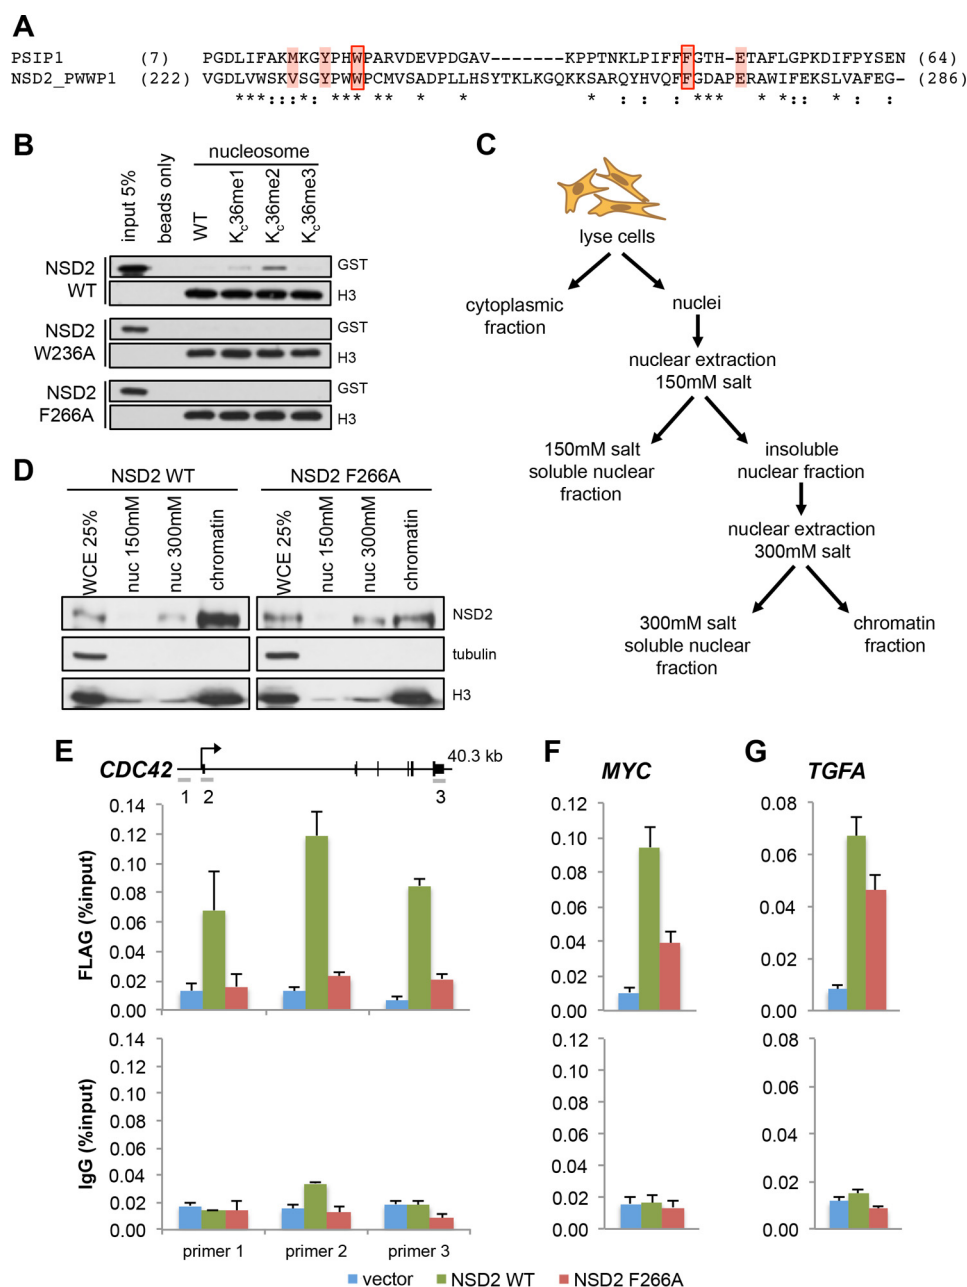 A
PSIP1 (7) PGDLIFAKMKGYPHWPARVDEVPDGAV-------KPPTNKLPIFFFGTH-ETAFLGPKDIFPYSEN (64)
NSD2_PWWP1 (222) VGDLVWSKVSGYPWWPCMVSADPLLHSYTKLKGQKKSARQYHVQFFGDAPERAWIFEKSLVAFEG- (286)
B
nucleosome
input 5%
beads only
WT
Kc36me1
Kc36me2
Kc36me3
NSD2 WT
GST
H3
NSD2 W236A
GST
H3
NSD2 F266A
GST
H3
C
lyse cells
cytoplasmic fraction
nuclei
nuclear extraction
150mM salt
150mM salt
soluble nuclear
fraction
insoluble
nuclear fraction
nuclear extraction
300mM salt
300mM salt
soluble nuclear
fraction
chromatin
fraction
D
NSD2 WT
NSD2 F266A
WCE 25%
nuc 150mM
nuc 300mM
chromatin
WCE 25%
nuc 150mM
nuc 300mM
chromatin
NSD2
tubulin
H3
E
CDC42
40.3 kb
1
2
3
FLAG (%input)
0.14
0.12
0.10
0.08
0.06
0.04
0.02
0.00
IgG (%input)
0.14
0.12
0.10
0.08
0.06
0.04
0.02
0.00
primer 1
primer 2
primer 3
F
MYC
0.12
0.10
0.08
0.06
0.04
0.02
0.00
0.12
0.10
0.08
0.06
0.04
0.02
0.00
G
TGFA
0.08
0.06
0.04
0.02
0.00
0.08
0.06
0.04
0.02
0.00
vector
NSD2 WT
NSD2 F266A